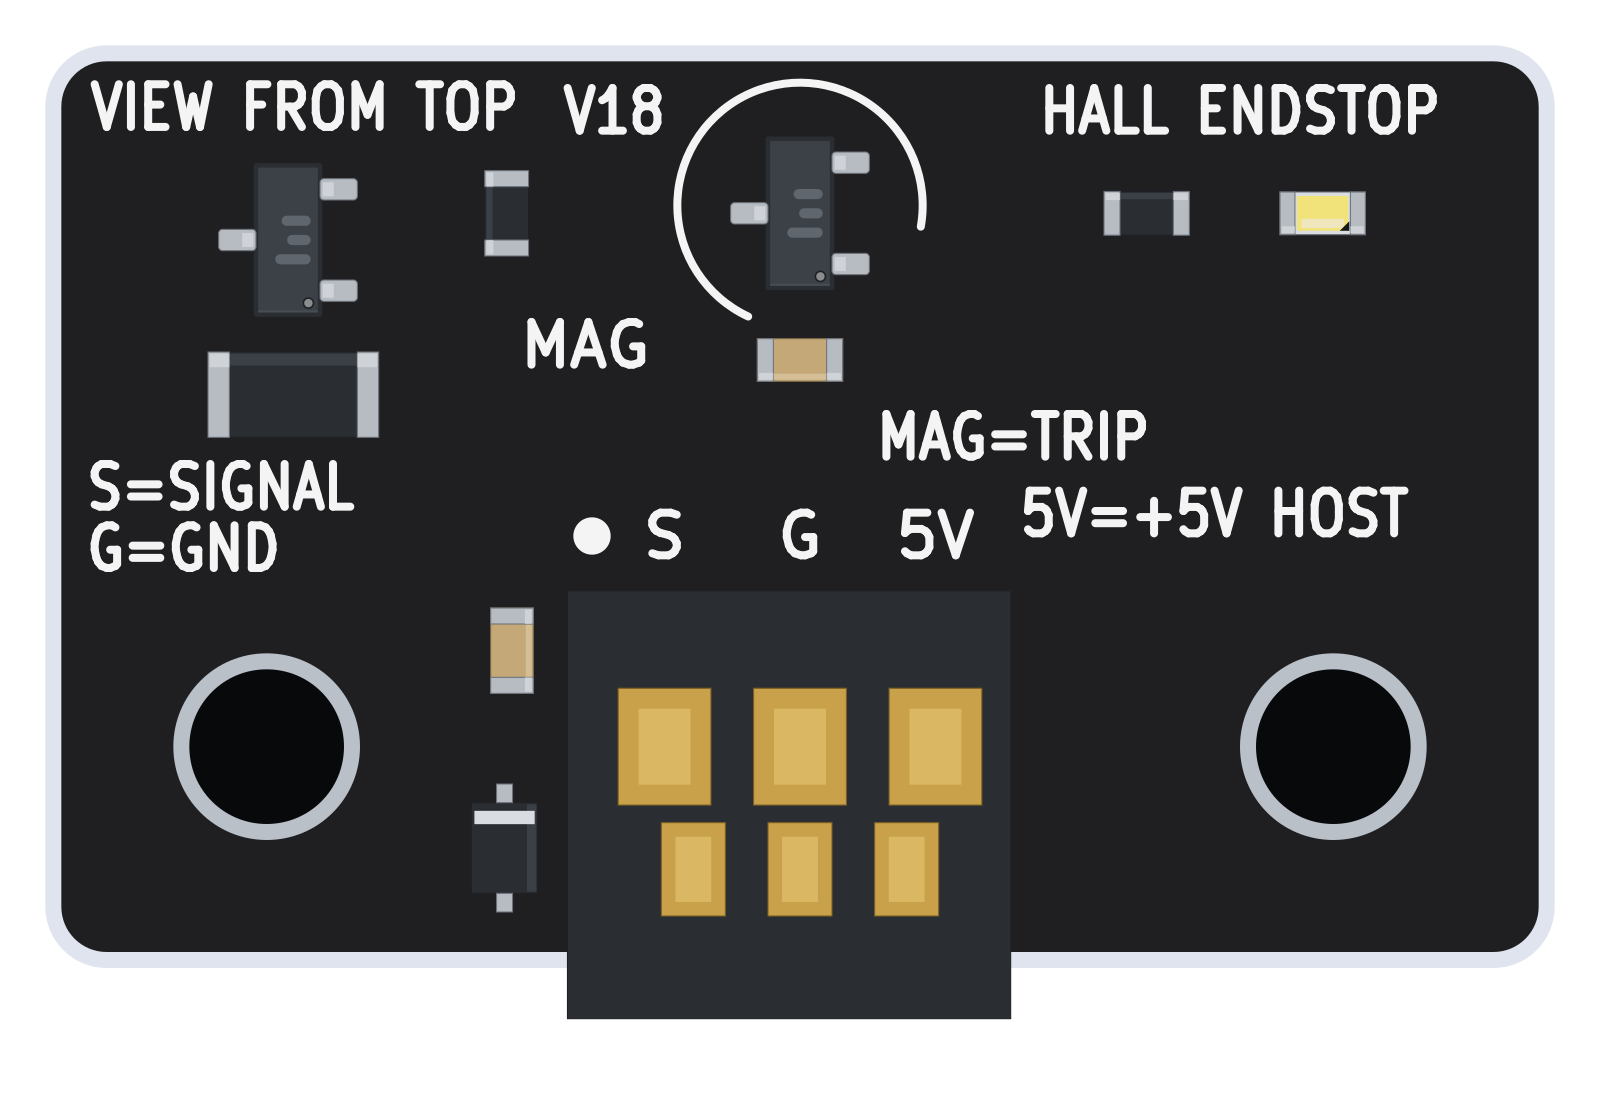 VIEW FROM TOP V18
HALL ENDSTOP
MAG
MAG=TRIP
S=SIGNAL
G=GND
5V=+5V HOST
S G 5V